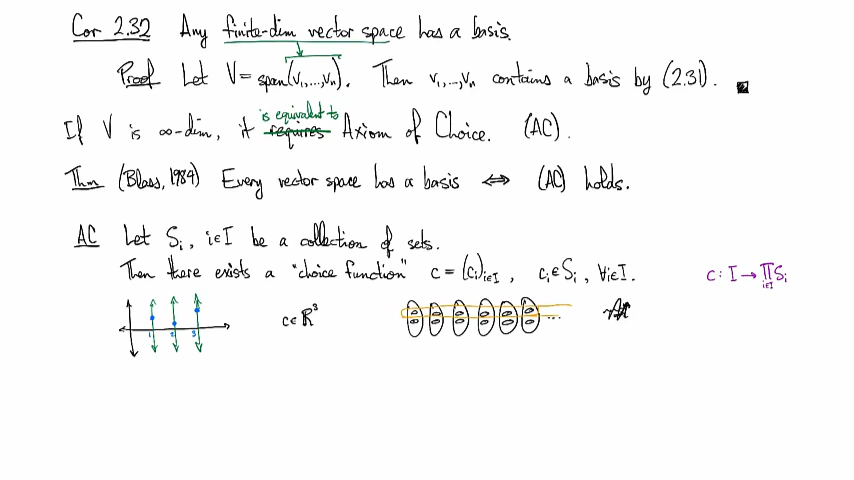 Cor 2.32 Any finite-dim vector space has a basis.
Proof Let V = span(v₁,...,vₙ). Then v₁,..,vₙ contains a basis by (2.31). ■
is equivalent to
If V is ∞-dim, it requires Axiom of Choice. (AC).
Thm (Blass, 1984) Every vector space has a basis ⇔ (AC) holds.
AC Let Sᵢ, i∈I be a collection of sets.
Then there exists a "choice function" c = (cᵢ)ᵢ∈I, cᵢ∈Sᵢ, ∀i∈I. c: I → ∏ᵢ∈I Sᵢ
1 2 3 c∈ℝ³ ...